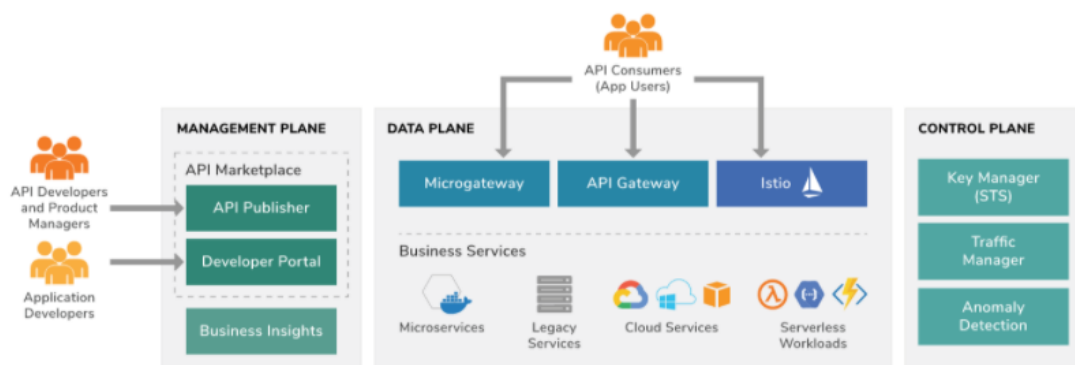 API Consumers
(App Users)
API Developers
and Product
Managers
Application
Developers
MANAGEMENT PLANE
API Marketplace
API Publisher
Developer Portal
Business Insights
DATA PLANE
Microgateway
API Gateway
Istio
Business Services
Microservices
Legacy
Services
Cloud Services
Serverless
Workloads
CONTROL PLANE
Key Manager
(STS)
Traffic
Manager
Anomaly
Detection